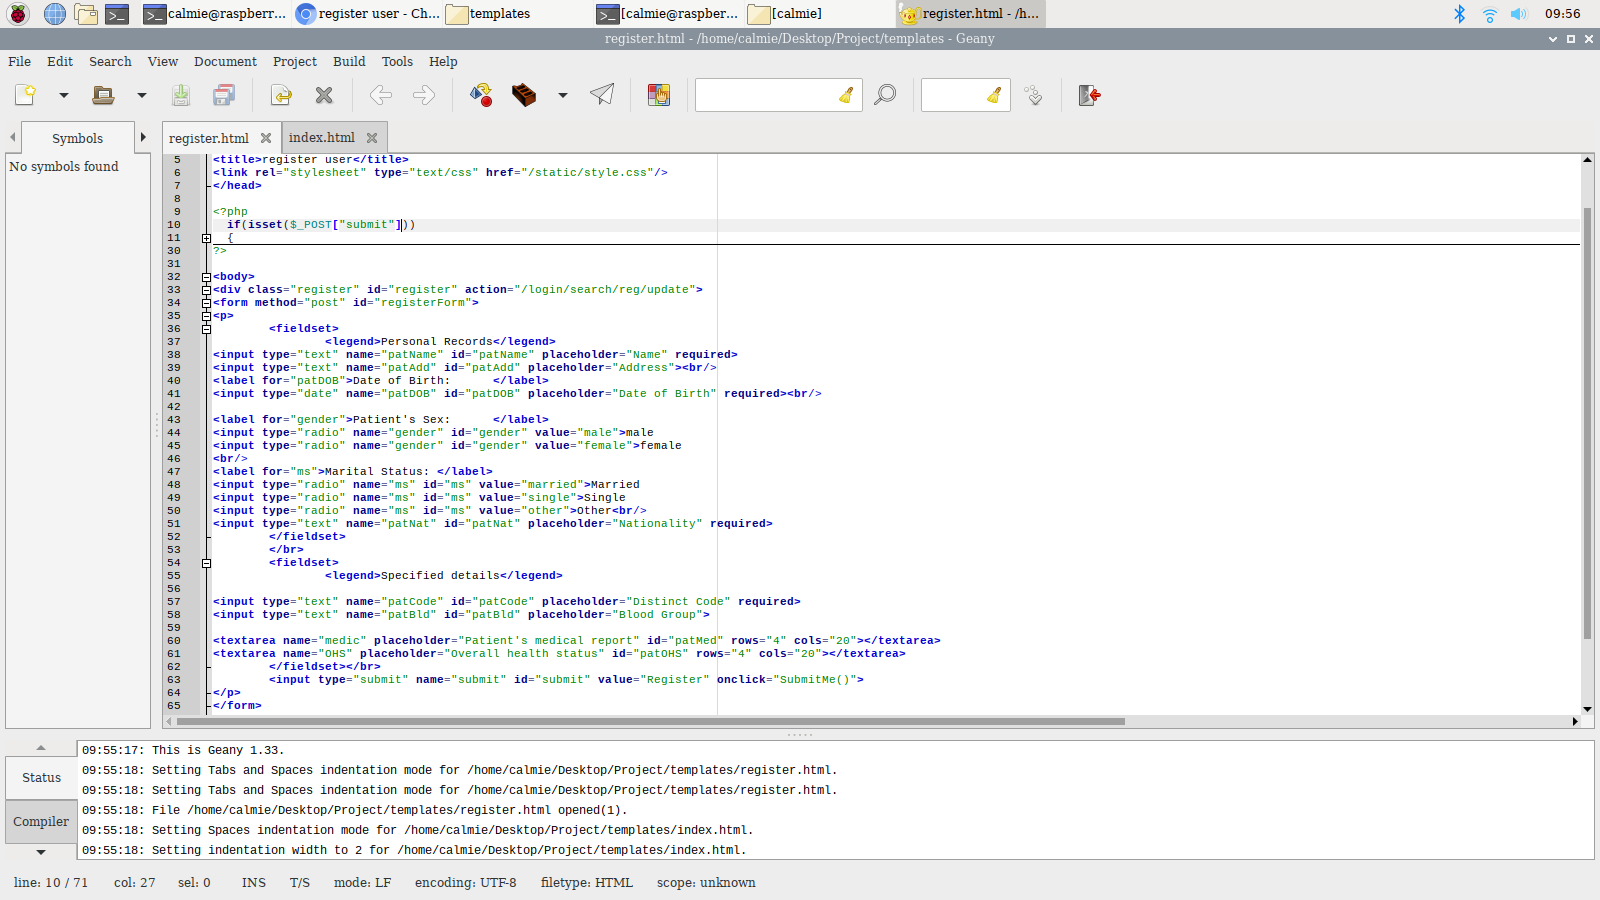 calmie@raspberr... register user - Ch... templates [calmie@raspber... [calmie] register.html - /h... 09:56
register.html - /home/calmie/Desktop/Project/templates - Geany
File Edit Search View Document Project Build Tools Help
Symbols register.html index.html
No symbols found
5 <title>register user</title>
6 <link rel="stylesheet" type="text/css" href="/static/style.css"/>
7 </head>
8
9 <?php
10   if(isset($_POST["submit"]))
11   {
30 ?>
31
32 <body>
33 <div class="register" id="register" action="/login/search/reg/update">
34 <form method="post" id="registerForm">
35 <p>
36         <fieldset>
37                 <legend>Personal Records</legend>
38 <input type="text" name="patName" id="patName" placeholder="Name" required>
39 <input type="text" name="patAdd" id="patAdd" placeholder="Address"><br/>
40 <label for="patDOB">Date of Birth:      </label>
41 <input type="date" name="patDOB" id="patDOB" placeholder="Date of Birth" required><br/>
42
43 <label for="gender">Patient's Sex:      </label>
44 <input type="radio" name="gender" id="gender" value="male">male
45 <input type="radio" name="gender" id="gender" value="female">female
46 <br/>
47 <label for="ms">Marital Status: </label>
48 <input type="radio" name="ms" id="ms" value="married">Married
49 <input type="radio" name="ms" id="ms" value="single">Single
50 <input type="radio" name="ms" id="ms" value="other">Other<br/>
51 <input type="text" name="patNat" id="patNat" placeholder="Nationality" required>
52         </fieldset>
53         </br>
54         <fieldset>
55                 <legend>Specified details</legend>
56
57 <input type="text" name="patCode" id="patCode" placeholder="Distinct Code" required>
58 <input type="text" name="patBld" id="patBld" placeholder="Blood Group">
59
60 <textarea name="medic" placeholder="Patient's medical report" id="patMed" rows="4" cols="20"></textarea>
61 <textarea name="OHS" placeholder="Overall health status" id="patOHS" rows="4" cols="20"></textarea>
62         </fieldset></br>
63         <input type="submit" name="submit" id="submit" value="Register" onclick="SubmitMe()">
64 </p>
65 </form>
Status
Compiler
09:55:17: This is Geany 1.33.
09:55:18: Setting Tabs and Spaces indentation mode for /home/calmie/Desktop/Project/templates/register.html.
09:55:18: Setting Tabs and Spaces indentation mode for /home/calmie/Desktop/Project/templates/register.html.
09:55:18: File /home/calmie/Desktop/Project/templates/register.html opened(1).
09:55:18: Setting Spaces indentation mode for /home/calmie/Desktop/Project/templates/index.html.
09:55:18: Setting indentation width to 2 for /home/calmie/Desktop/Project/templates/index.html.
line: 10 / 71 col: 27 sel: 0 INS T/S mode: LF encoding: UTF-8 filetype: HTML scope: unknown